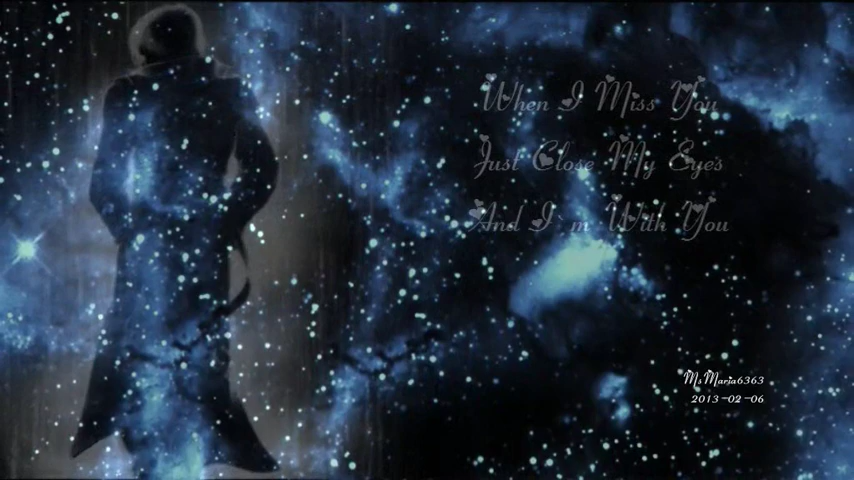 When I Miss You
Just Close My Eyes
And I`m With You
MsMaria6363
2013-02-06